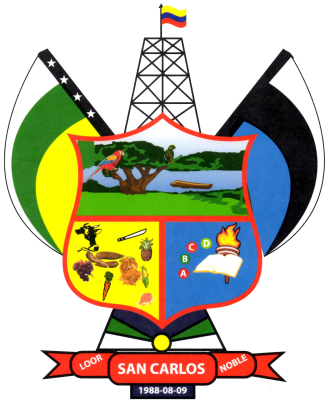 D
C
B
A
LOOR
SAN CARLOS
NOBLE
1988-08-09